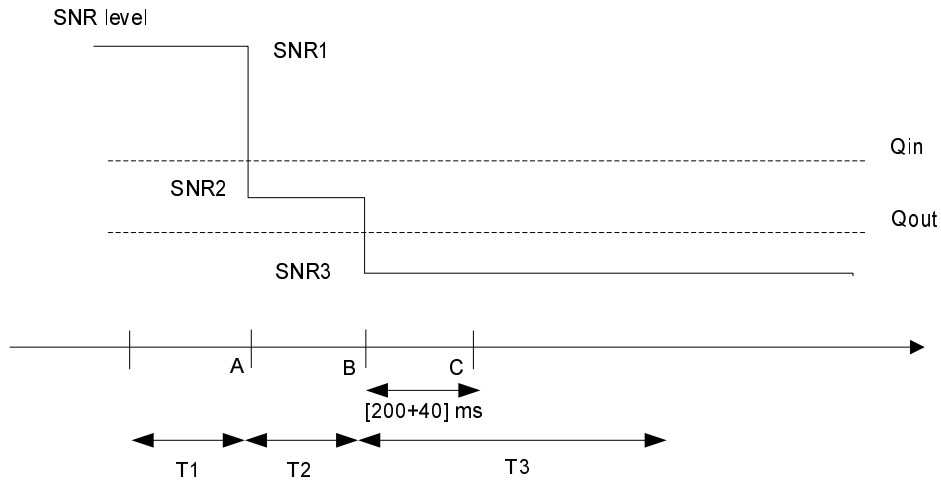 SNR level
SNR1
Qin
SNR2
Qout
SNR3
A
B
C
[200+40] ms
T1
T2
T3